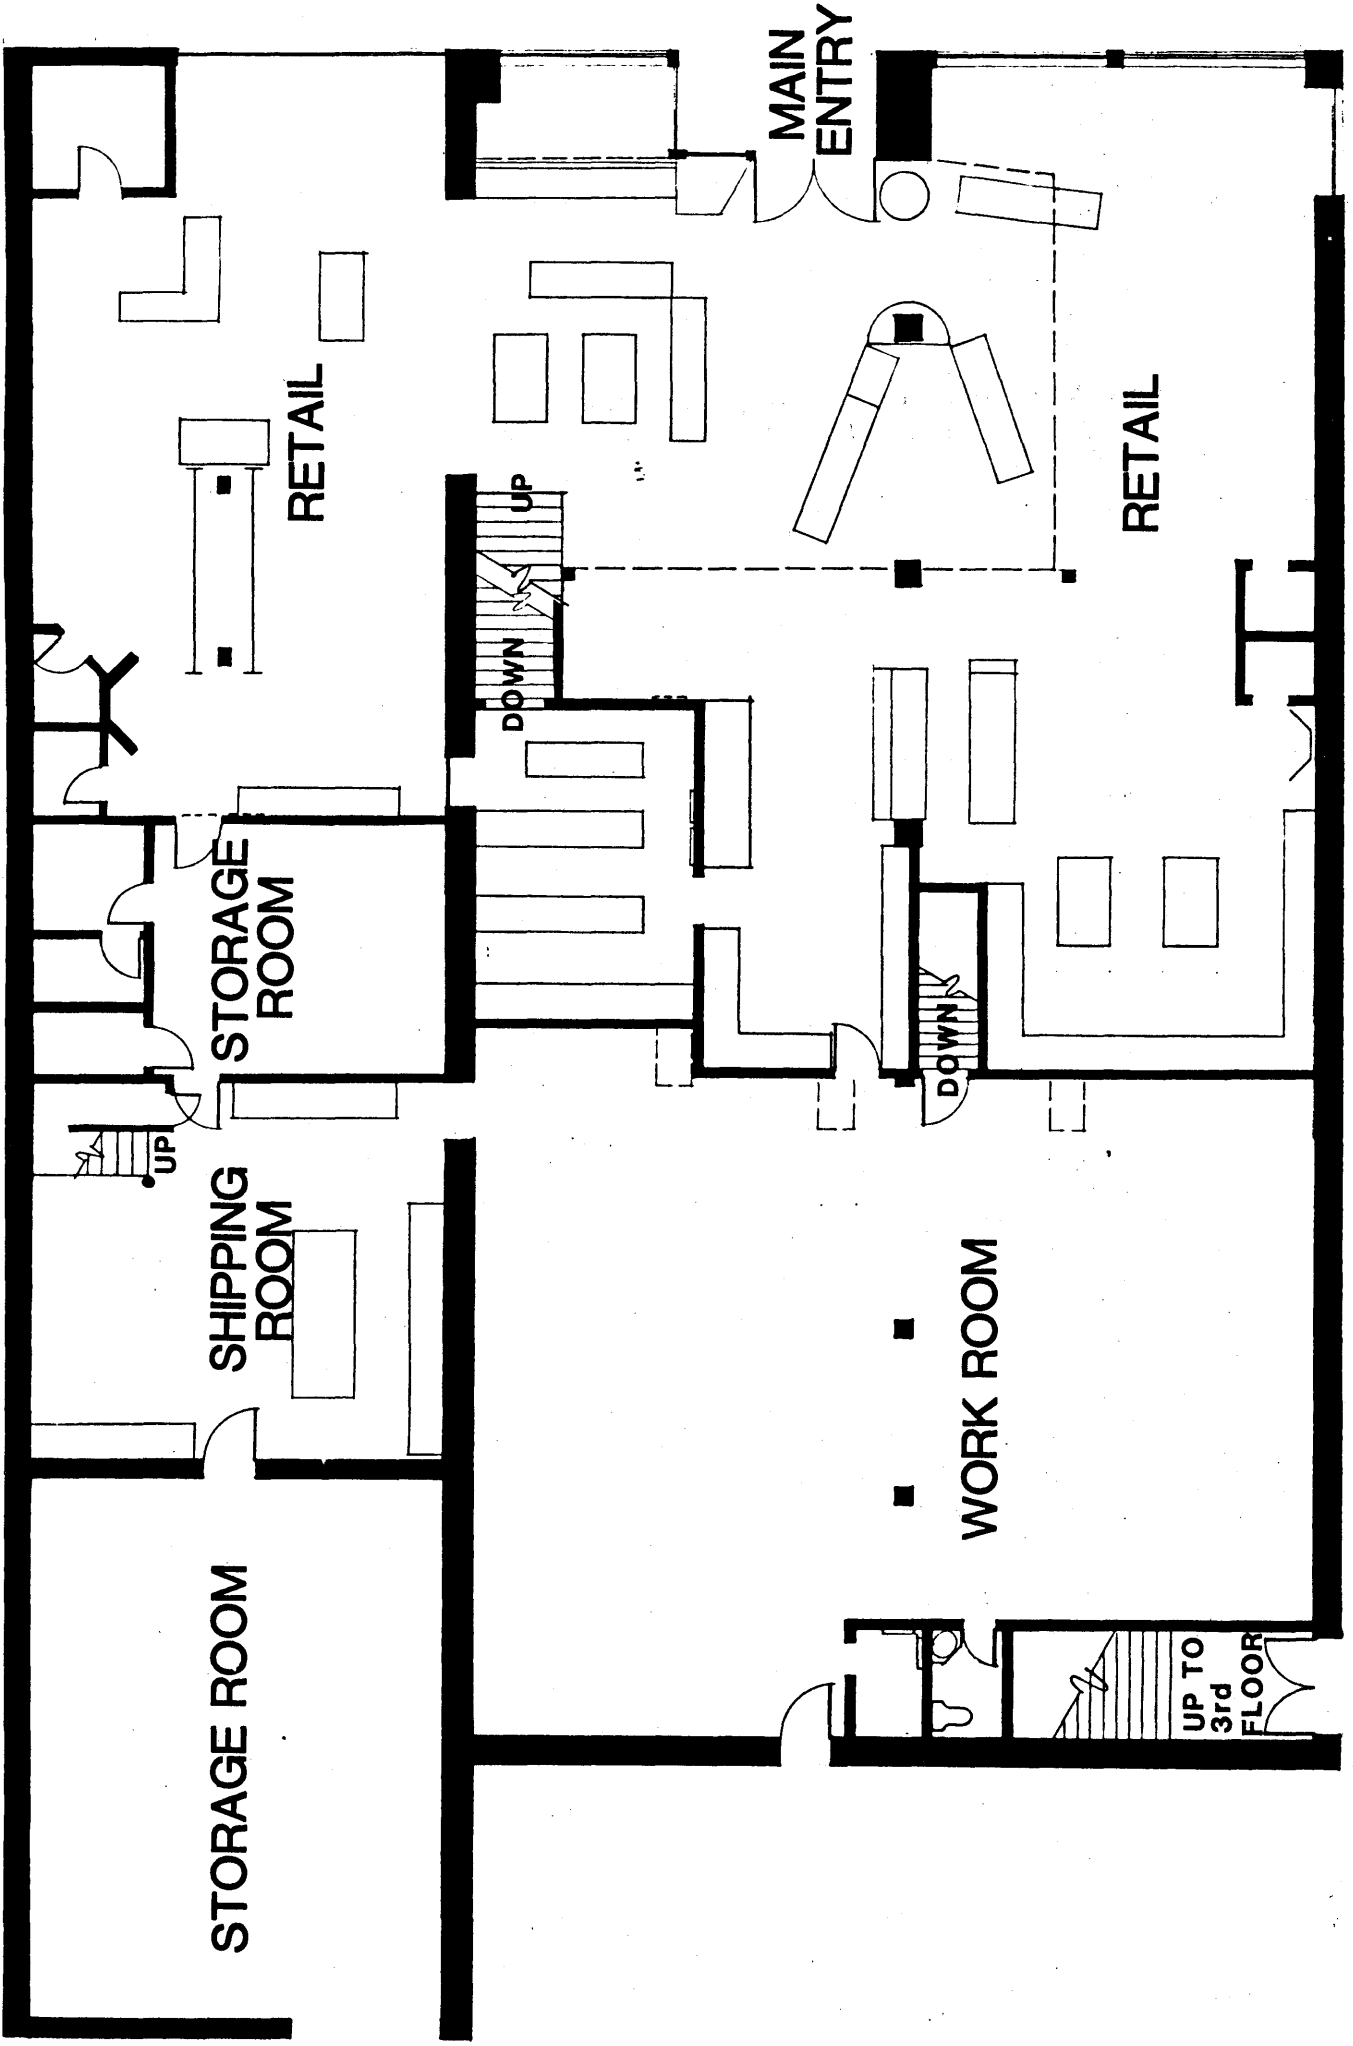 MAIN
ENTRY
RETAIL
RETAIL
UP
DOWN
STORAGE
ROOM
DOWN
UP
SHIPPING
ROOM
WORK ROOM
STORAGE ROOM
UP TO
3rd
FLOOR